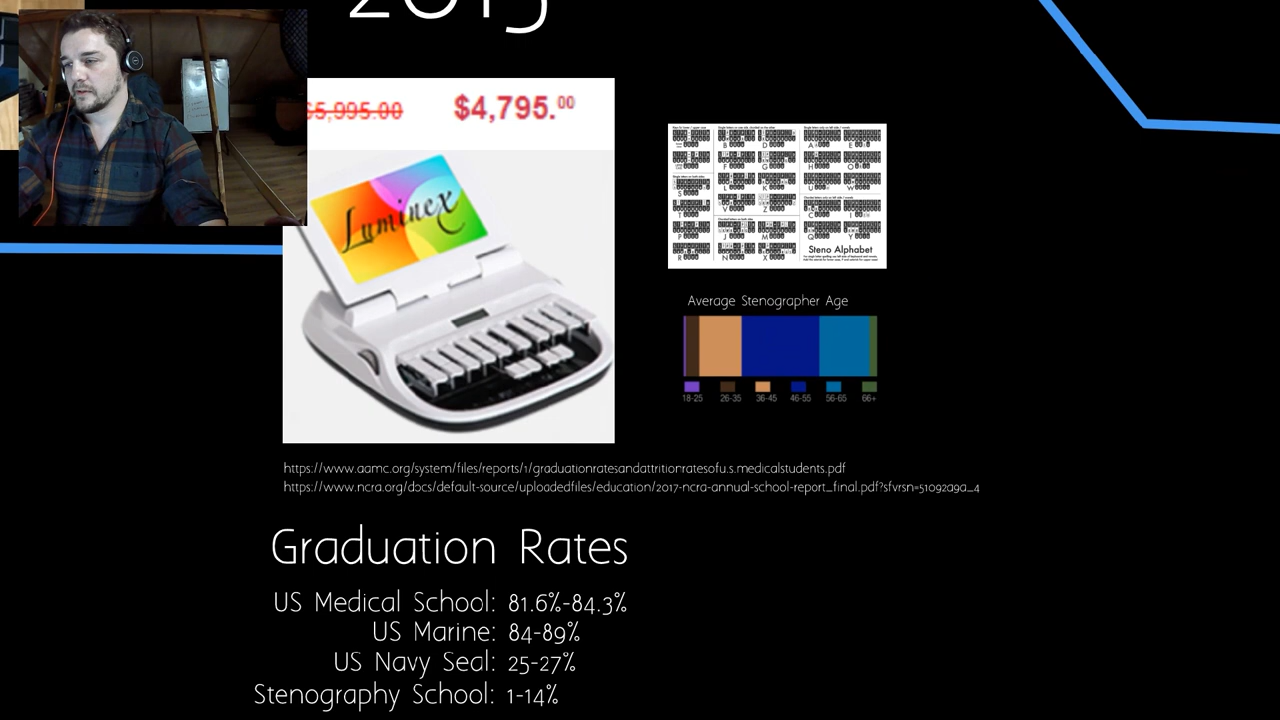 2015
$5,995.00
$4,795.00
Luminex
B D A E
F G H O
L K U W
S
V Z
T
C I
P J M Q Y
R N X
Steno Alphabet
Average Stenographer Age
18-25 26-35 36-45 46-55 56-65 66+
https://www.aamc.org/system/files/reports/1/graduationratesandattritionratesofu.s.medicalstudents.pdf
https://www.ncra.org/docs/default-source/uploadedfiles/education/2017-ncra-annual-school-report_final.pdf?sfvrsn=51092a9a_4
Graduation Rates
US Medical School: 81.6%-84.3%
US Marine: 84-89%
US Navy Seal: 25-27%
Stenography School: 1-14%